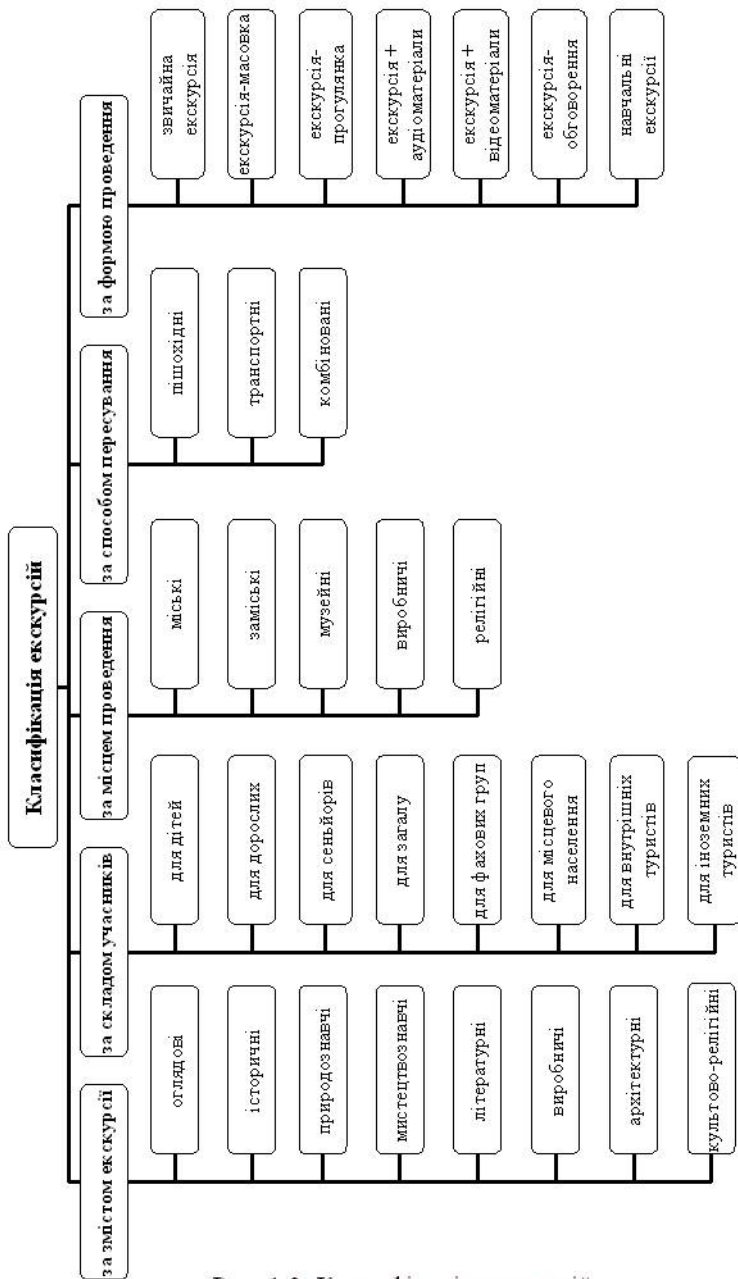 Класифікація екскурсій
за змістом екскурсії
оглядові
історичні
природознавчі
мистецтвознавчі
літературні
виробничі
архітектурні
культово-релігійні
за складом учасників
для дітей
для дорослих
для сеньйорів
для загалу
для фахових груп
для місцевого
населення
для внутрішніх
туристів
для іноземних
туристів
за місцем проведення
міські
заміські
музейні
виробничі
релігійні
за способом пересування
пішохідні
транспортні
комбіновані
за формою проведення
звичайна
екскурсія
екскурсія-масовка
екскурсія-
прогулянка
екскурсія +
аудіоматеріали
екскурсія +
відеоматеріали
екскурсія-
обговорення
навчальні
екскурсії